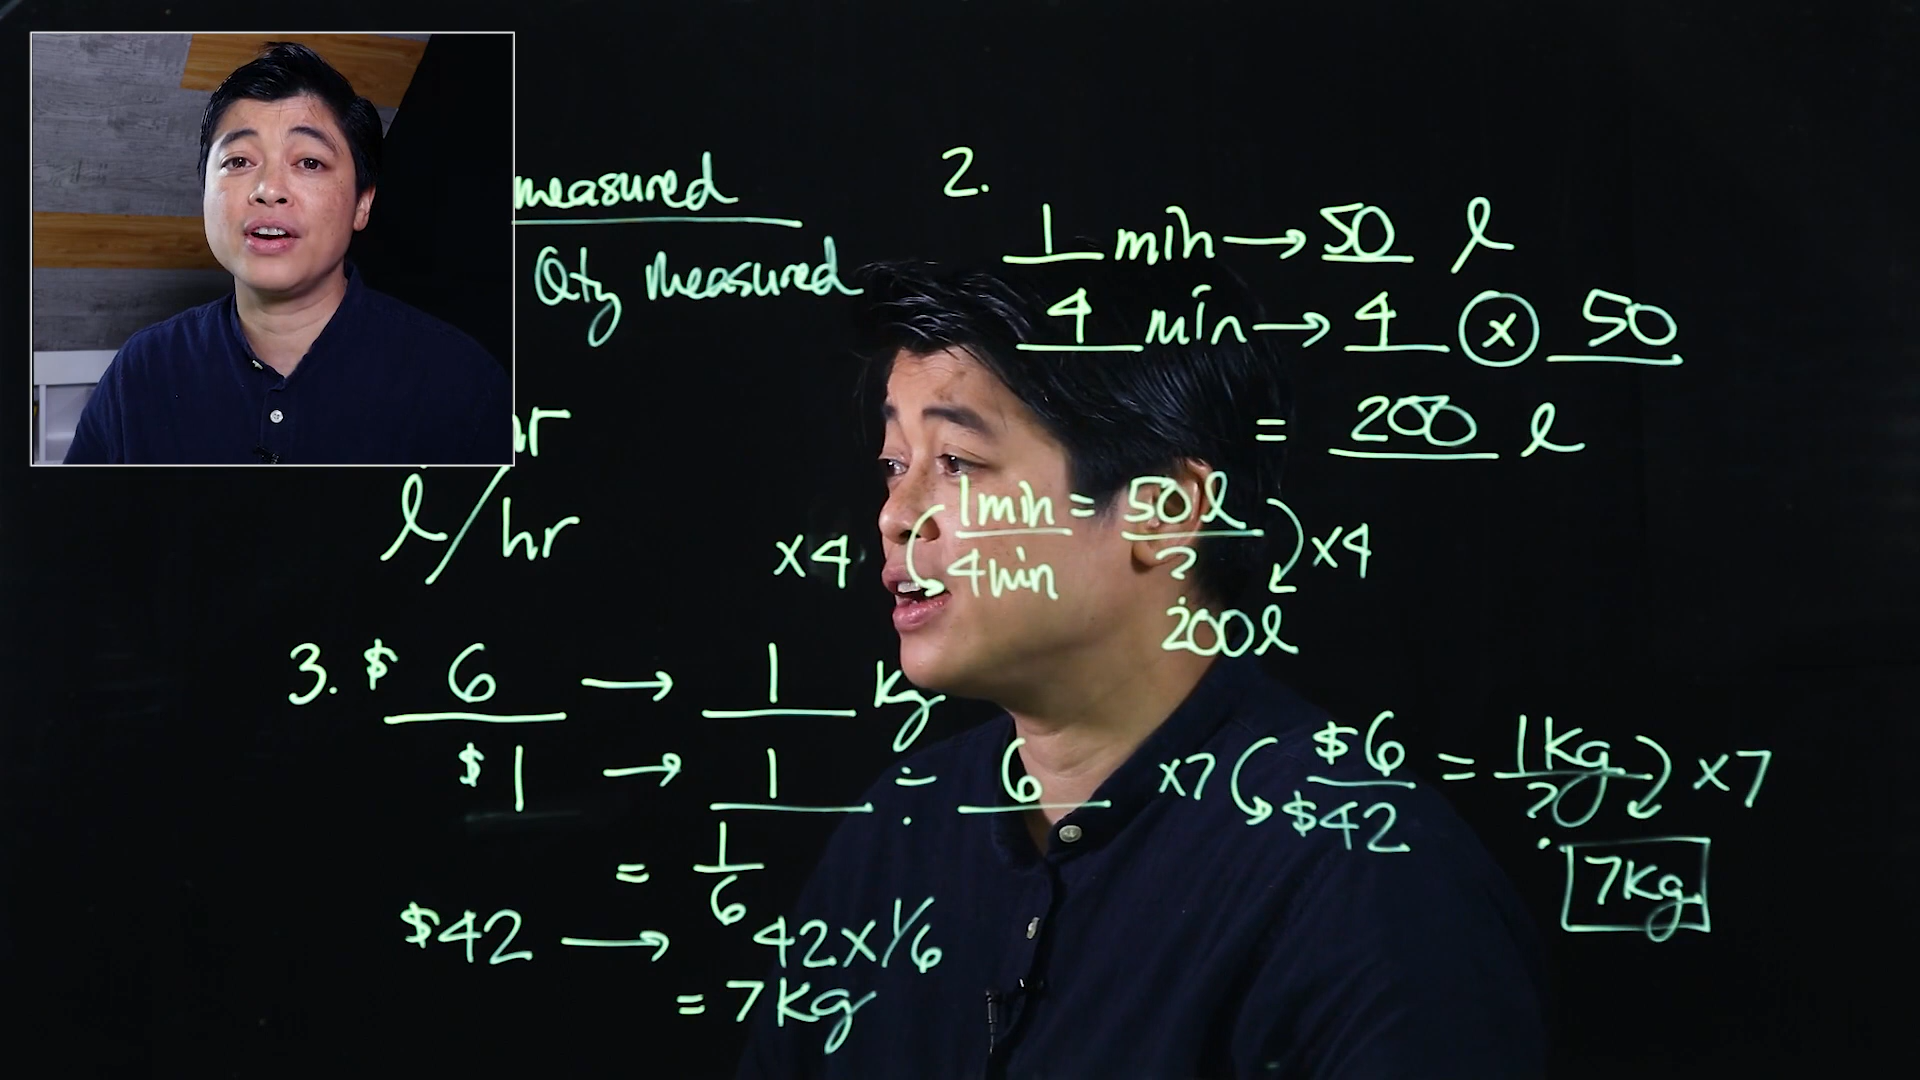 measured
Qty measured
hr
l/hr
2.
1 min → 50 l
4 min → 4 x 50
= 200 l
x4 1min = 50l x4
4min ?
200l
3. $ 6 → 1 kg
$1 → 1 ÷ 6
= 1/6
$42 → 42x1/6
= 7kg
x7 $6 = 1kg x7
$42 ?
7kg